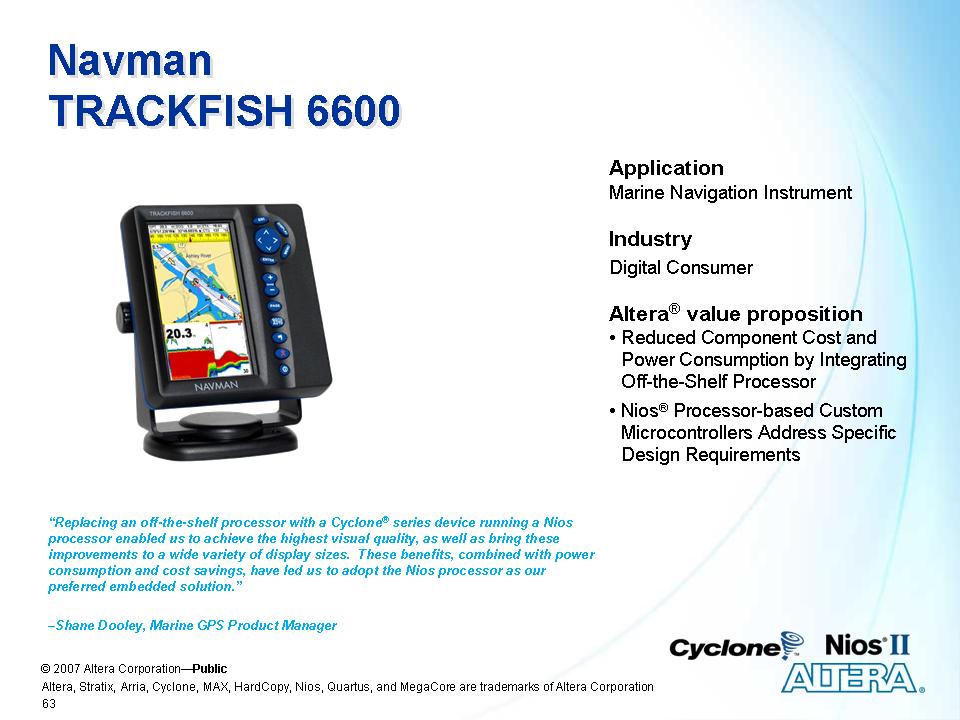 Navman
TRACKFISH 6600
Application
Marine Navigation Instrument
Industry
Digital Consumer
Altera® value proposition
• Reduced Component Cost and
Power Consumption by Integrating
Off-the-Shelf Processor
• Nios® Processor-based Custom
Microcontrollers Address Specific
Design Requirements
TRACKFISH 6600
Ashley River
20.3
ENTER
PAGE
NAVMAN
“Replacing an off-the-shelf processor with a Cyclone® series device running a Nios
processor enabled us to achieve the highest visual quality, as well as bring these
improvements to a wide variety of display sizes.  These benefits, combined with power
consumption and cost savings, have led us to adopt the Nios processor as our
preferred embedded solution.”
–Shane Dooley, Marine GPS Product Manager
Cyclone™ Nios® II
ALTERA®
© 2007 Altera Corporation—Public
Altera, Stratix, Arria, Cyclone, MAX, HardCopy, Nios, Quartus, and MegaCore are trademarks of Altera Corporation
63